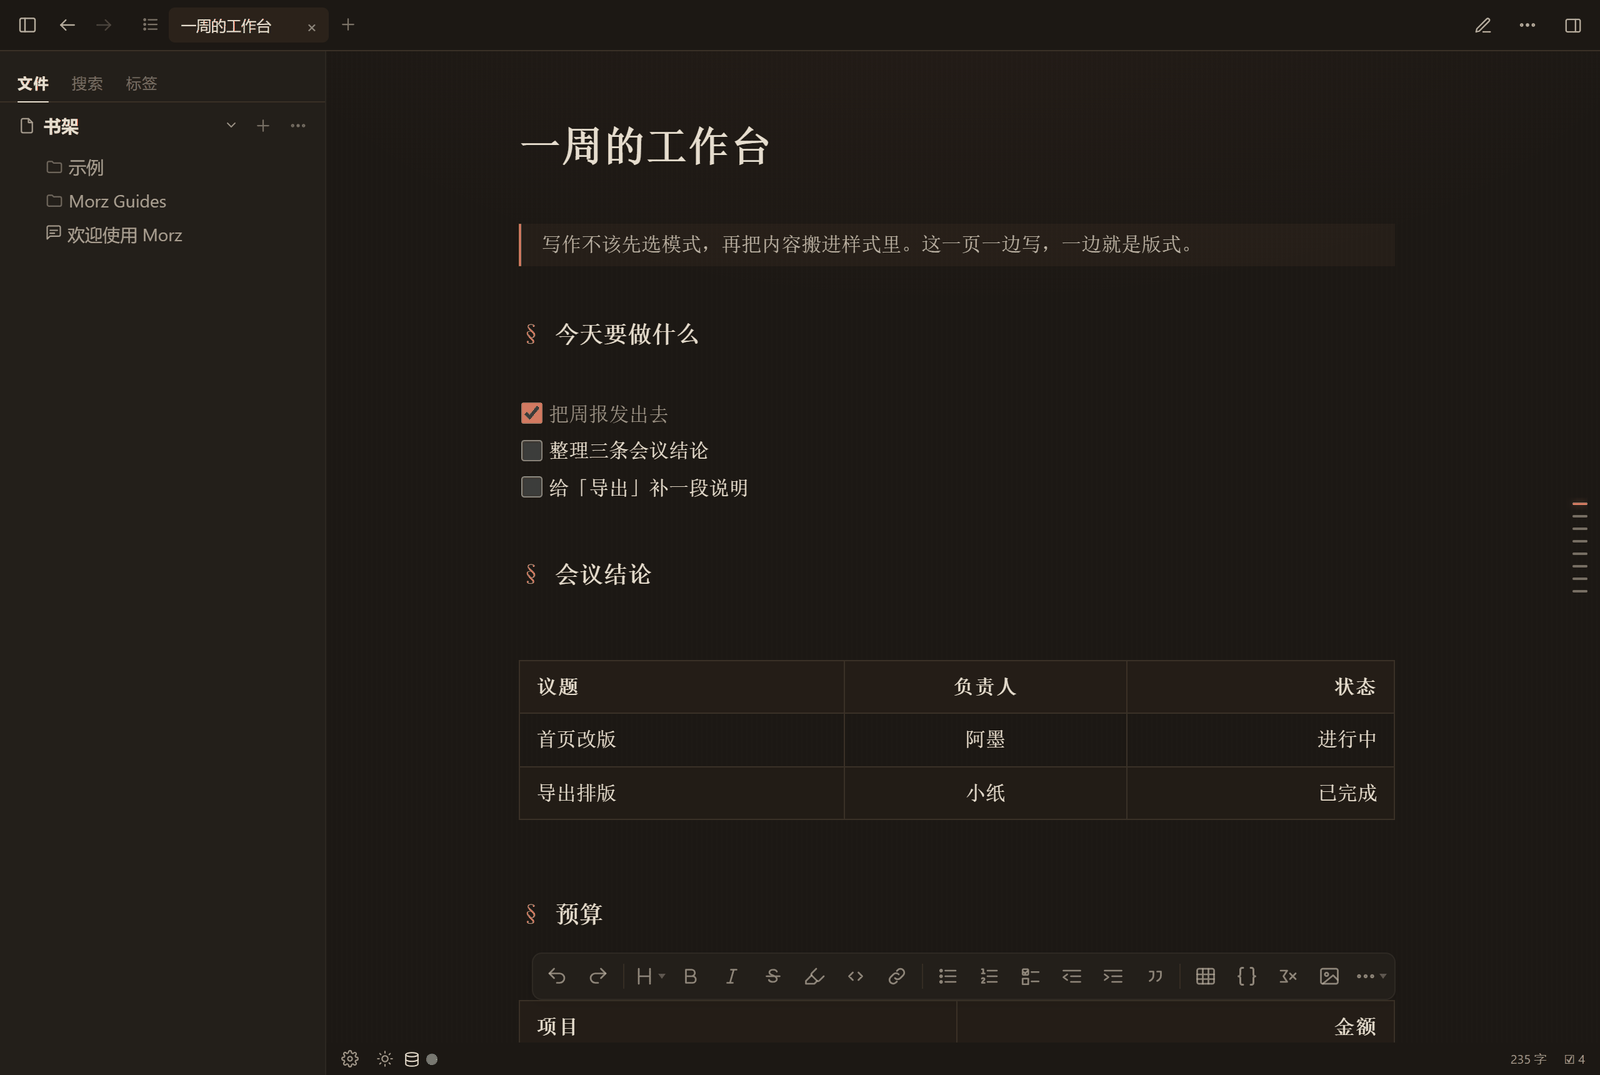 一周的工作台
文件 搜索 标签
书架
示例
Morz Guides
欢迎使用 Morz
一周的工作台
写作不该先选模式，再把内容搬进样式里。这一页一边写，一边就是版式。
§ 今天要做什么
把周报发出去
整理三条会议结论
给「导出」补一段说明
§ 会议结论
议题 负责人 状态
首页改版 阿墨 进行中
导出排版 小纸 已完成
§ 预算
项目 金额
235 字 4